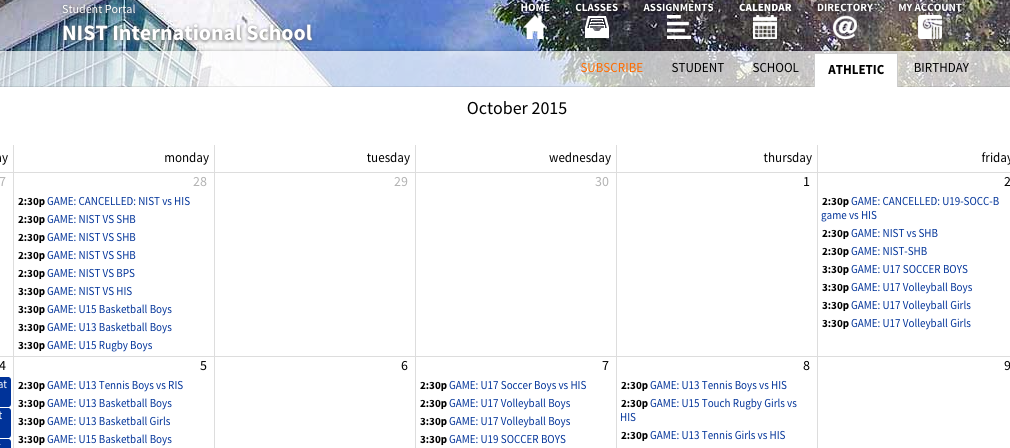 Student Portal
NIST International School
HOME CLASSES ASSIGNMENTS CALENDAR DIRECTORY MY ACCOUNT
SUBSCRIBE STUDENT SCHOOL ATHLETIC BIRTHDAY
October 2015
monday tuesday wednesday thursday friday
28 29 30 1 2
2:30p GAME: CANCELLED: NIST vs HIS
2:30p GAME: NIST VS SHB
2:30p GAME: NIST VS SHB
2:30p GAME: NIST VS SHB
2:30p GAME: NIST VS BPS
3:30p GAME: NIST VS HIS
3:30p GAME: U15 Basketball Boys
3:30p GAME: U13 Basketball Boys
3:30p GAME: U15 Rugby Boys
2:30p GAME: CANCELLED: U19-SOCC-B
game vs HIS
2:30p GAME: NIST vs SHB
2:30p GAME: NIST-SHB
3:30p GAME: U17 SOCCER BOYS
3:30p GAME: U17 Volleyball Boys
3:30p GAME: U17 Volleyball Girls
3:30p GAME: U17 Volleyball Girls
4 5 6 7 8 9
2:30p GAME: U13 Tennis Boys vs RIS
3:30p GAME: U13 Basketball Boys
3:30p GAME: U13 Basketball Girls
3:30p GAME: U15 Basketball Boys
2:30p GAME: U17 Soccer Boys vs HIS
2:30p GAME: U17 Volleyball Boys
3:30p GAME: U17 Volleyball Boys
3:30p GAME: U19 SOCCER BOYS
2:30p GAME: U13 Tennis Boys vs HIS
2:30p GAME: U15 Touch Rugby Girls vs
HIS
2:30p GAME: U13 Tennis Girls vs HIS